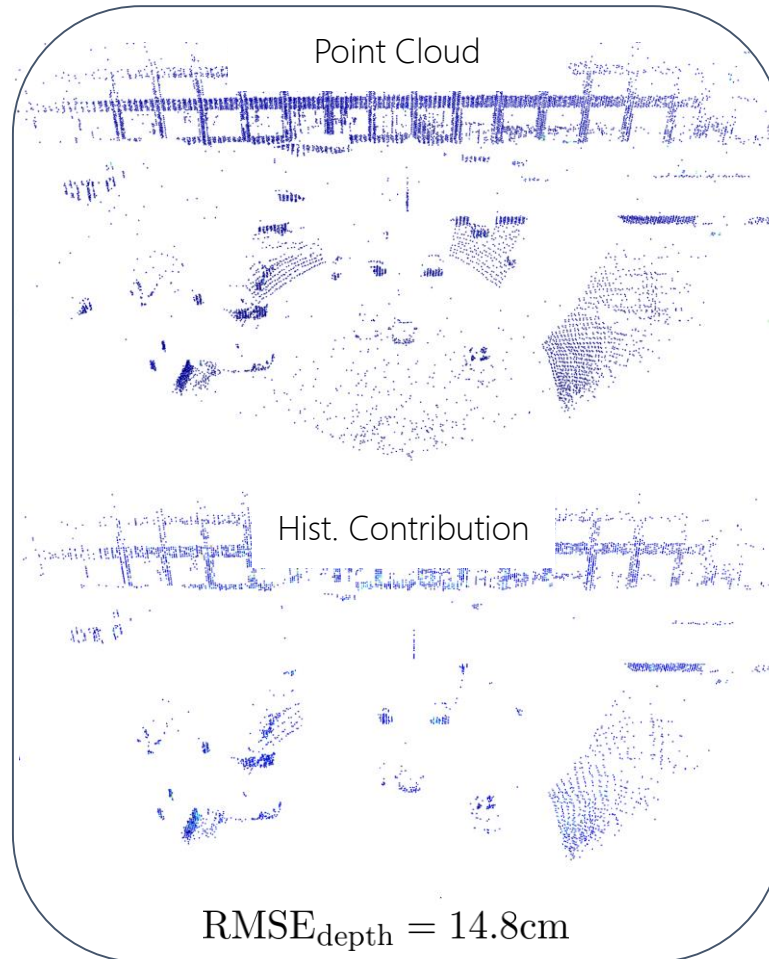 Point Cloud
Hist. Contribution
RMSE_depth = 14.8cm